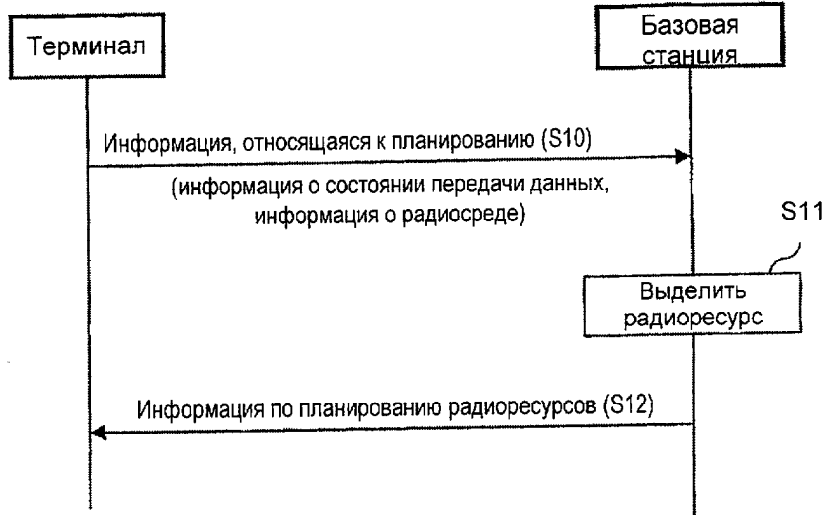 Терминал
Базовая
станция
Информация, относящаяся к планированию (S10)
(информация о состоянии передачи данных,
информация о радиосреде)
S11
Выделить
радиоресурс
Информация по планированию радиоресурсов (S12)